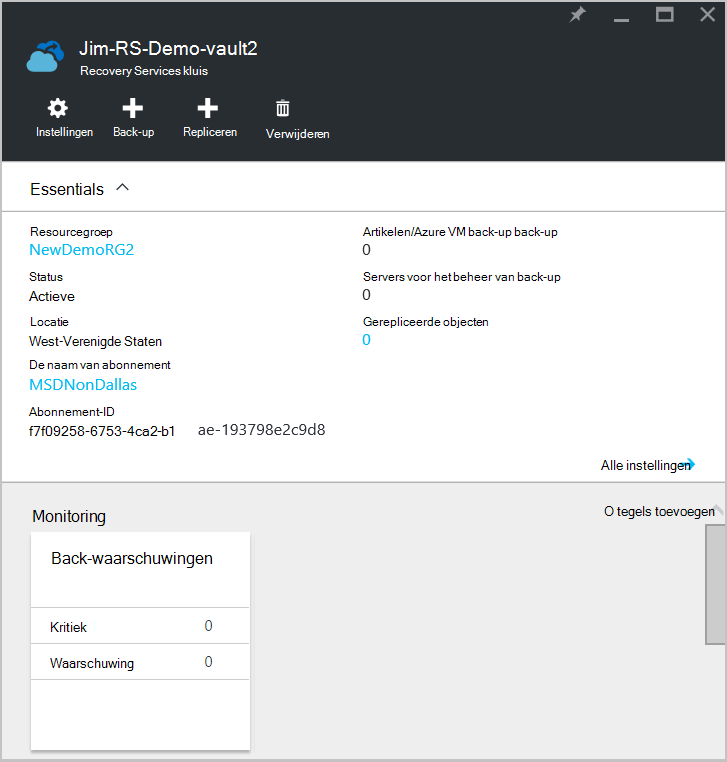 Jim-RS-Demo-vault2
Recovery Services kluis
Instellingen
Back-up
Repliceren
Verwijderen
Essentials
Resourcegroep
NewDemoRG2
Status
Actieve
Locatie
West-Verenigde Staten
De naam van abonnement
MSDNonDallas
Abonnement-ID
f7f09258-6753-4ca2-b1 ae-193798e2c9d8
Artikelen/Azure VM back-up back-up
0
Servers voor het beheer van back-up
0
Gerepliceerde objecten
0
Alle instellingen
Monitoring
O tegels toevoegen
Back-waarschuwingen
Kritiek 0
Waarschuwing 0